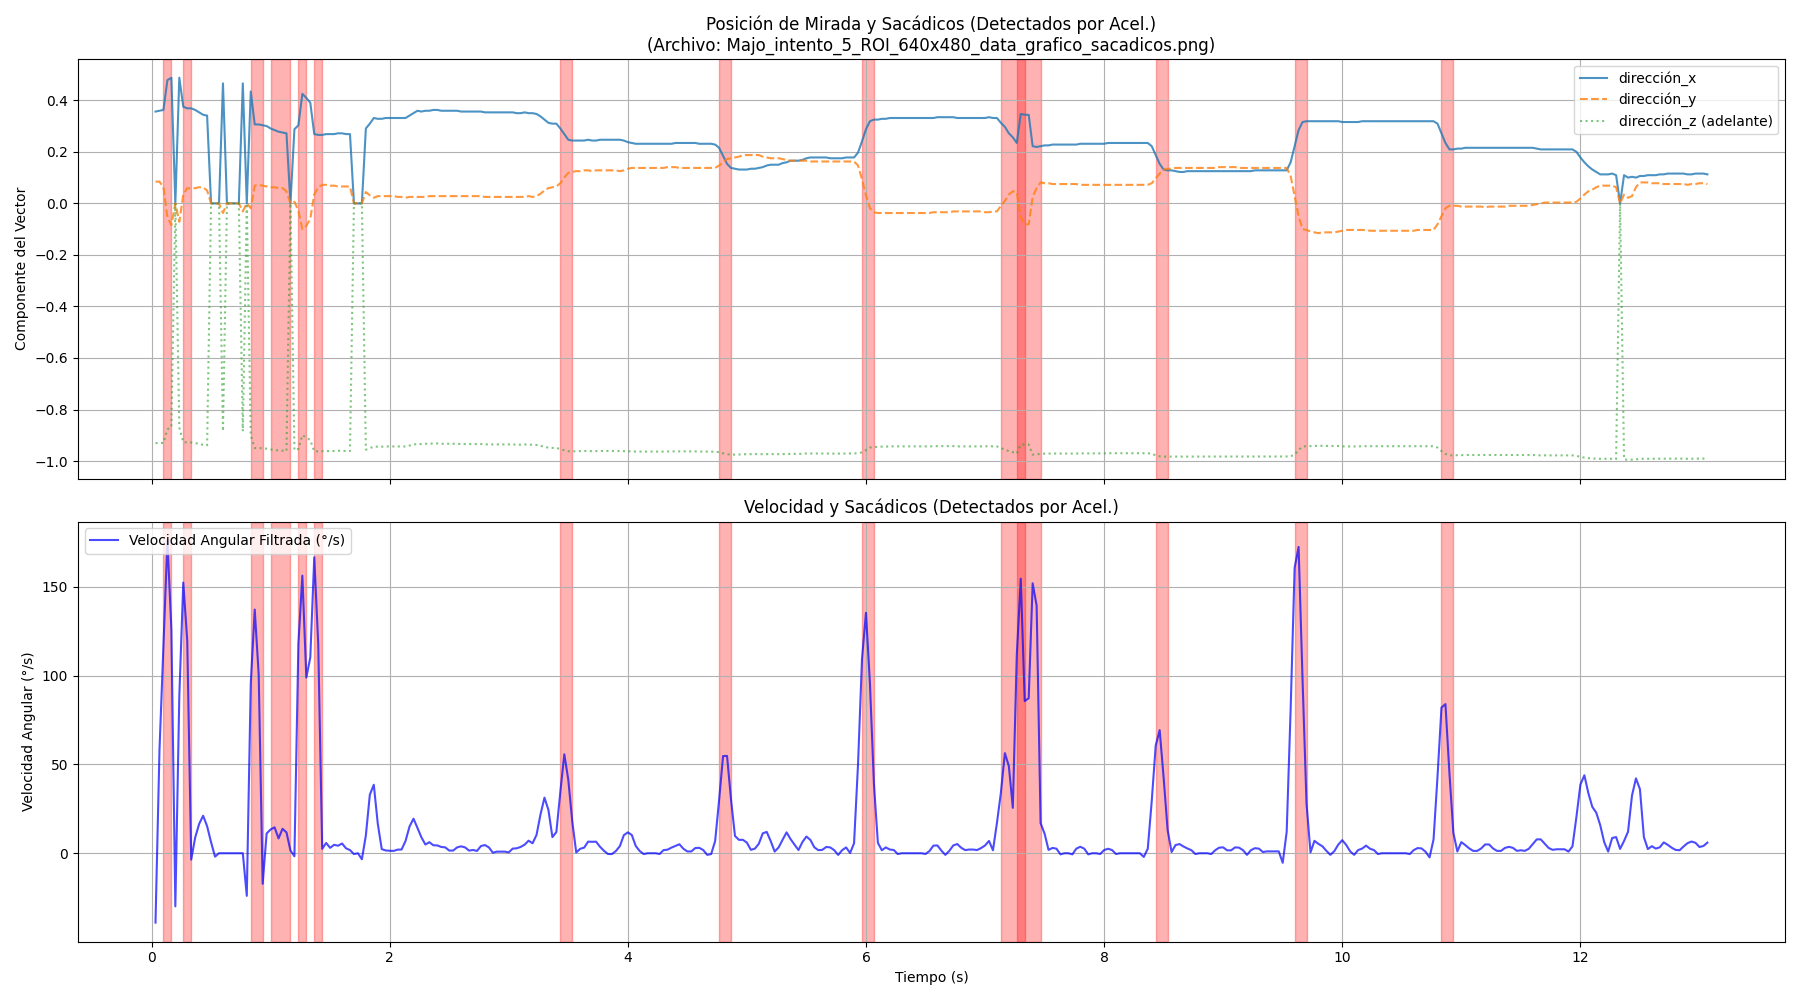 Posición de Mirada y Sacádicos (Detectados por Acel.)
(Archivo: Majo_intento_5_ROI_640x480_data_grafico_sacadicos.png)
dirección_x
dirección_y
dirección_z (adelante)
Componente del Vector
0.4
0.2
0.0
−0.2
−0.4
−0.6
−0.8
−1.0
Velocidad y Sacádicos (Detectados por Acel.)
Velocidad Angular Filtrada (°/s)
Velocidad Angular (°/s)
150
100
50
0
0 2 4 6 8 10 12
Tiempo (s)